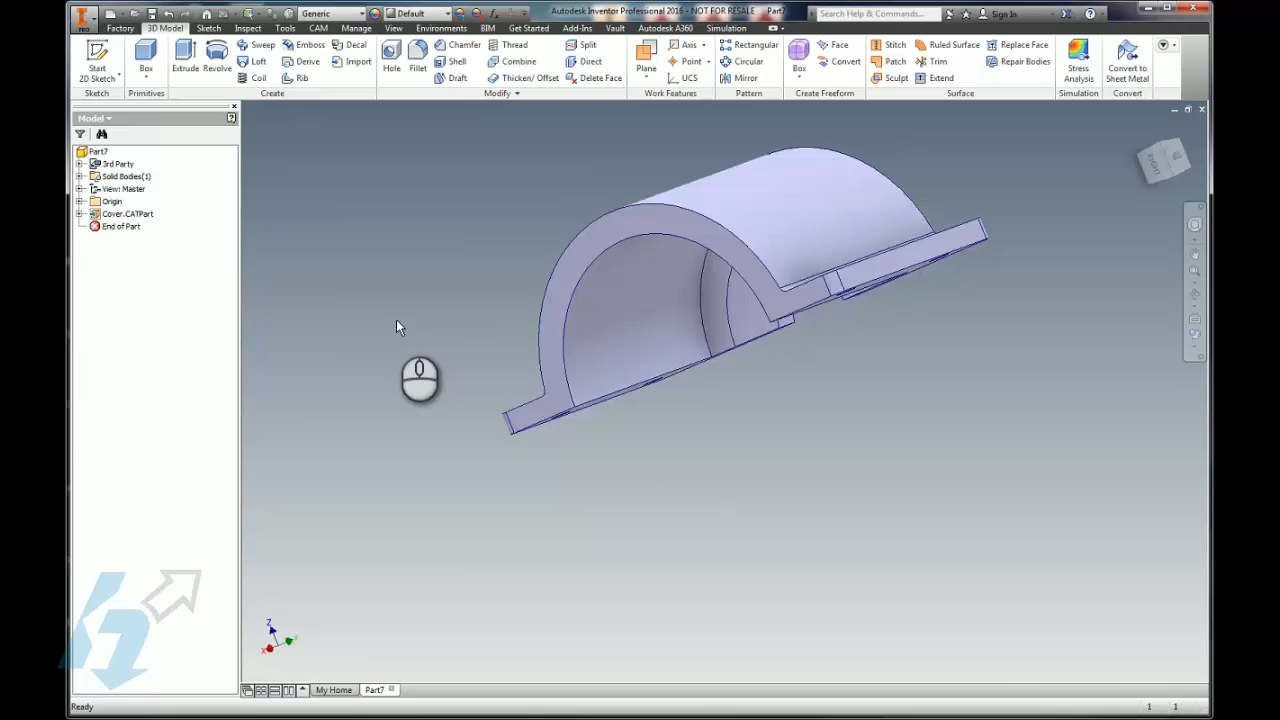 PRO
Generic
Default
Autodesk Inventor Professional 2016 - NOT FOR RESALE Part7
Search Help & Commands...
Sign In
Factory 3D Model Sketch Inspect Tools CAM Manage View Environments BIM Get Started Add-Ins Vault Autodesk A360 Simulation
Start
2D Sketch
Box
Extrude
Revolve
Sweep Emboss Decal
Loft Derive Import
Coil Rib
Hole
Fillet
Chamfer Thread Split
Shell Combine Direct
Draft Thicken/ Offset Delete Face
Plane
Axis
Point
UCS
Rectangular
Circular
Mirror
Box
Face
Convert
Stitch Ruled Surface Replace Face
Patch Trim Repair Bodies
Sculpt Extend
Stress
Analysis
Convert to
Sheet Metal
Sketch Primitives Create Modify Work Features Pattern Create Freeform Surface Simulation Convert
Model
Part7
3rd Party
Solid Bodies(1)
View: Master
Origin
Cover.CATPart
End of Part
RIGHT
Z
X
Y
My Home Part7
Ready
1 1